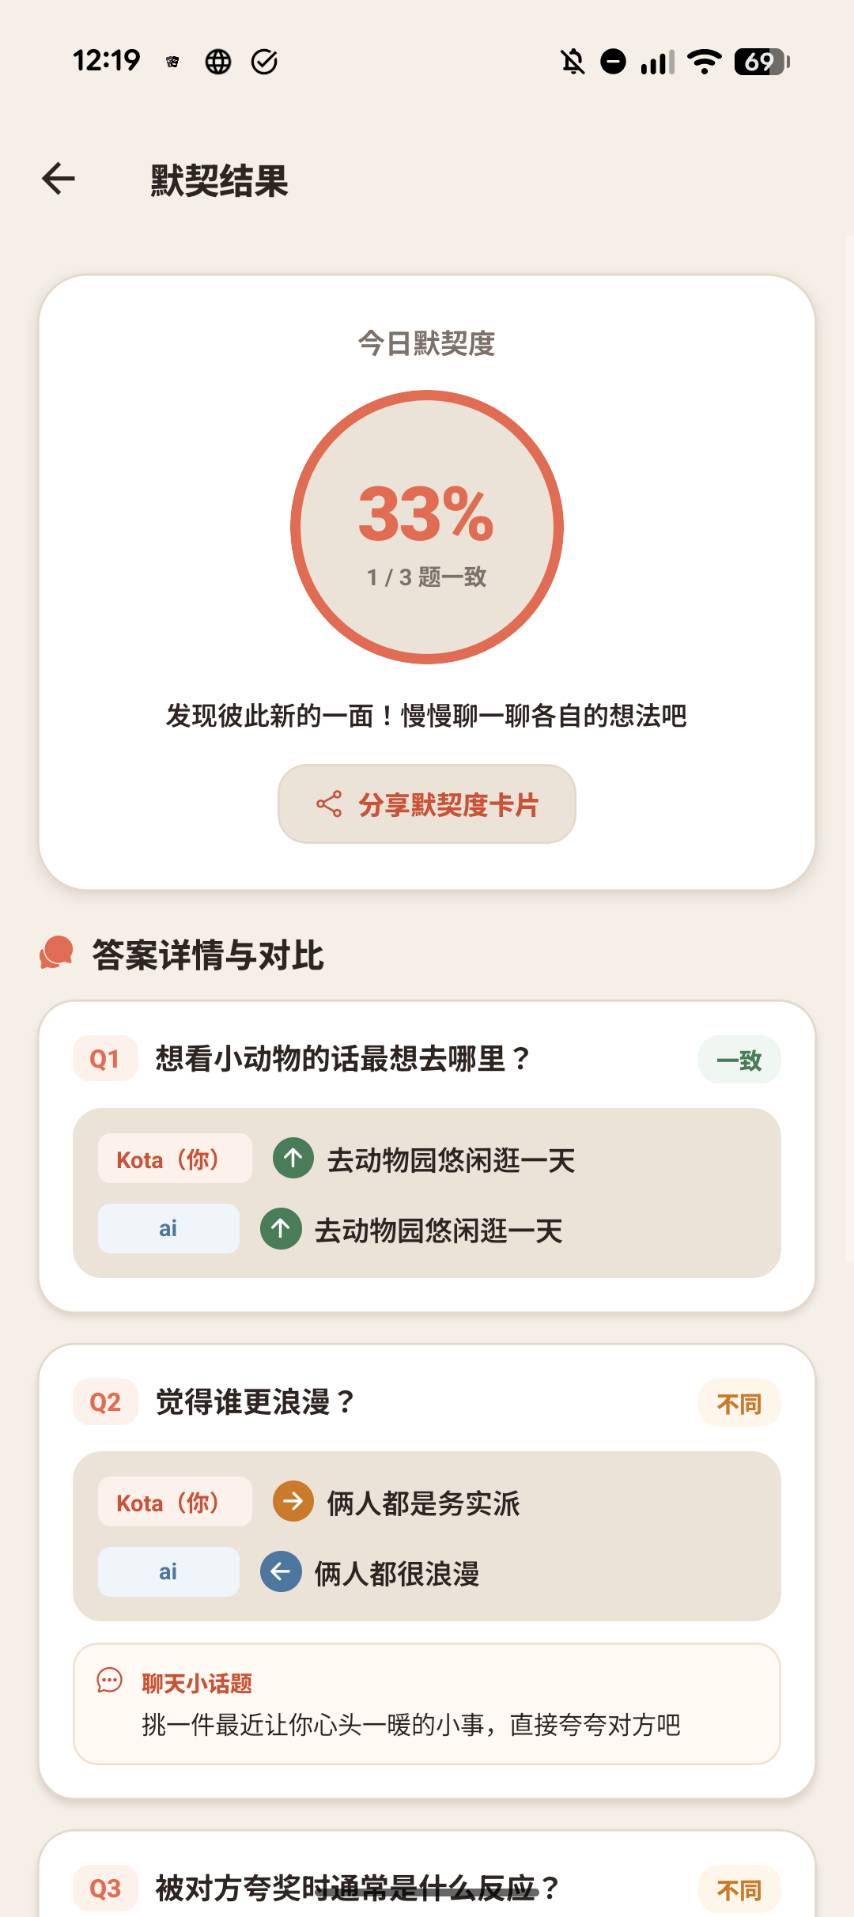 12:19
69
默契结果
今日默契度
33%
1 / 3 题一致
发现彼此新的一面！慢慢聊一聊各自的想法吧
分享默契度卡片
答案详情与对比
Q1 想看小动物的话最想去哪里？ 一致
Kota（你） 去动物园悠闲逛一天
ai 去动物园悠闲逛一天
Q2 觉得谁更浪漫？ 不同
Kota（你） 俩人都是务实派
ai 俩人都很浪漫
聊天小话题
挑一件最近让你心头一暖的小事，直接夸夸对方吧
Q3 被对方夸奖时通常是什么反应？ 不同